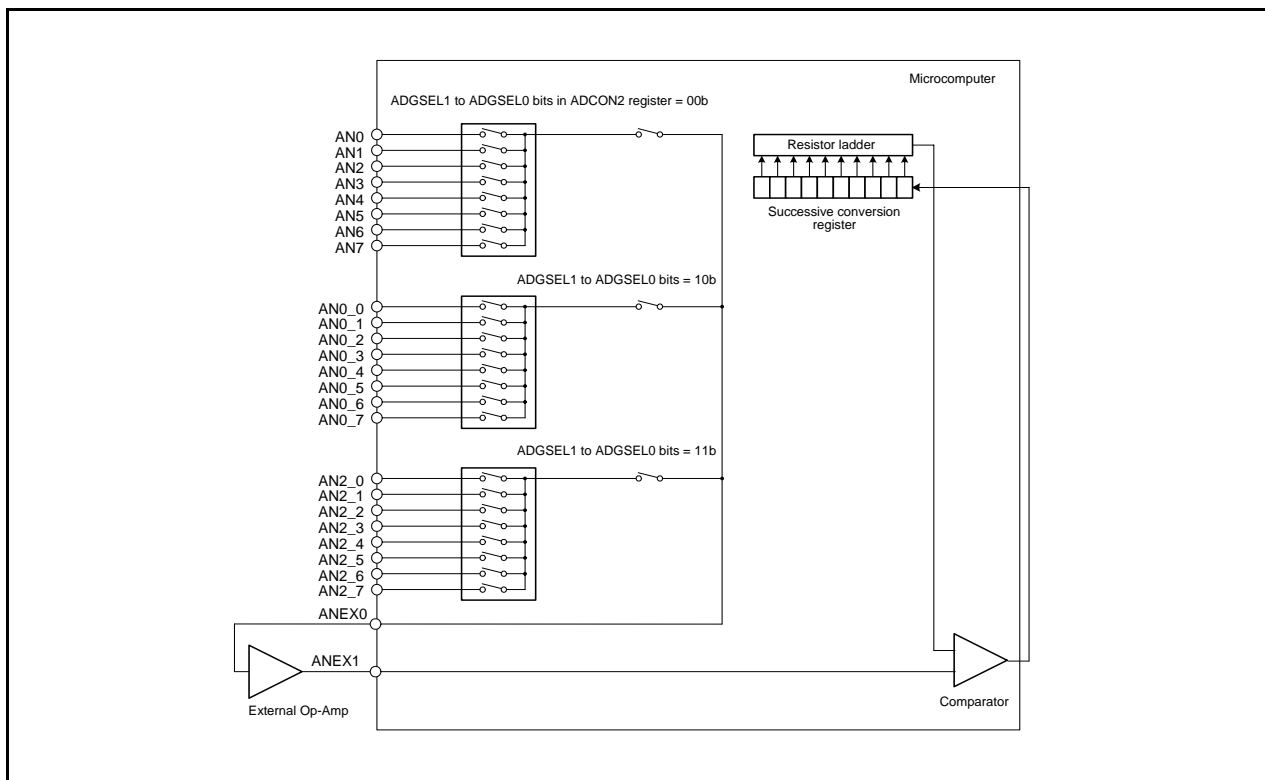 Microcomputer
ADGSEL1 to ADGSEL0 bits in ADCON2 register = 00b
AN0
AN1
AN2
AN3
AN4
AN5
AN6
AN7
Resistor ladder
Successive conversion
register
ADGSEL1 to ADGSEL0 bits = 10b
AN0_0
AN0_1
AN0_2
AN0_3
AN0_4
AN0_5
AN0_6
AN0_7
ADGSEL1 to ADGSEL0 bits = 11b
AN2_0
AN2_1
AN2_2
AN2_3
AN2_4
AN2_5
AN2_6
AN2_7
ANEX0
ANEX1
External Op-Amp
Comparator